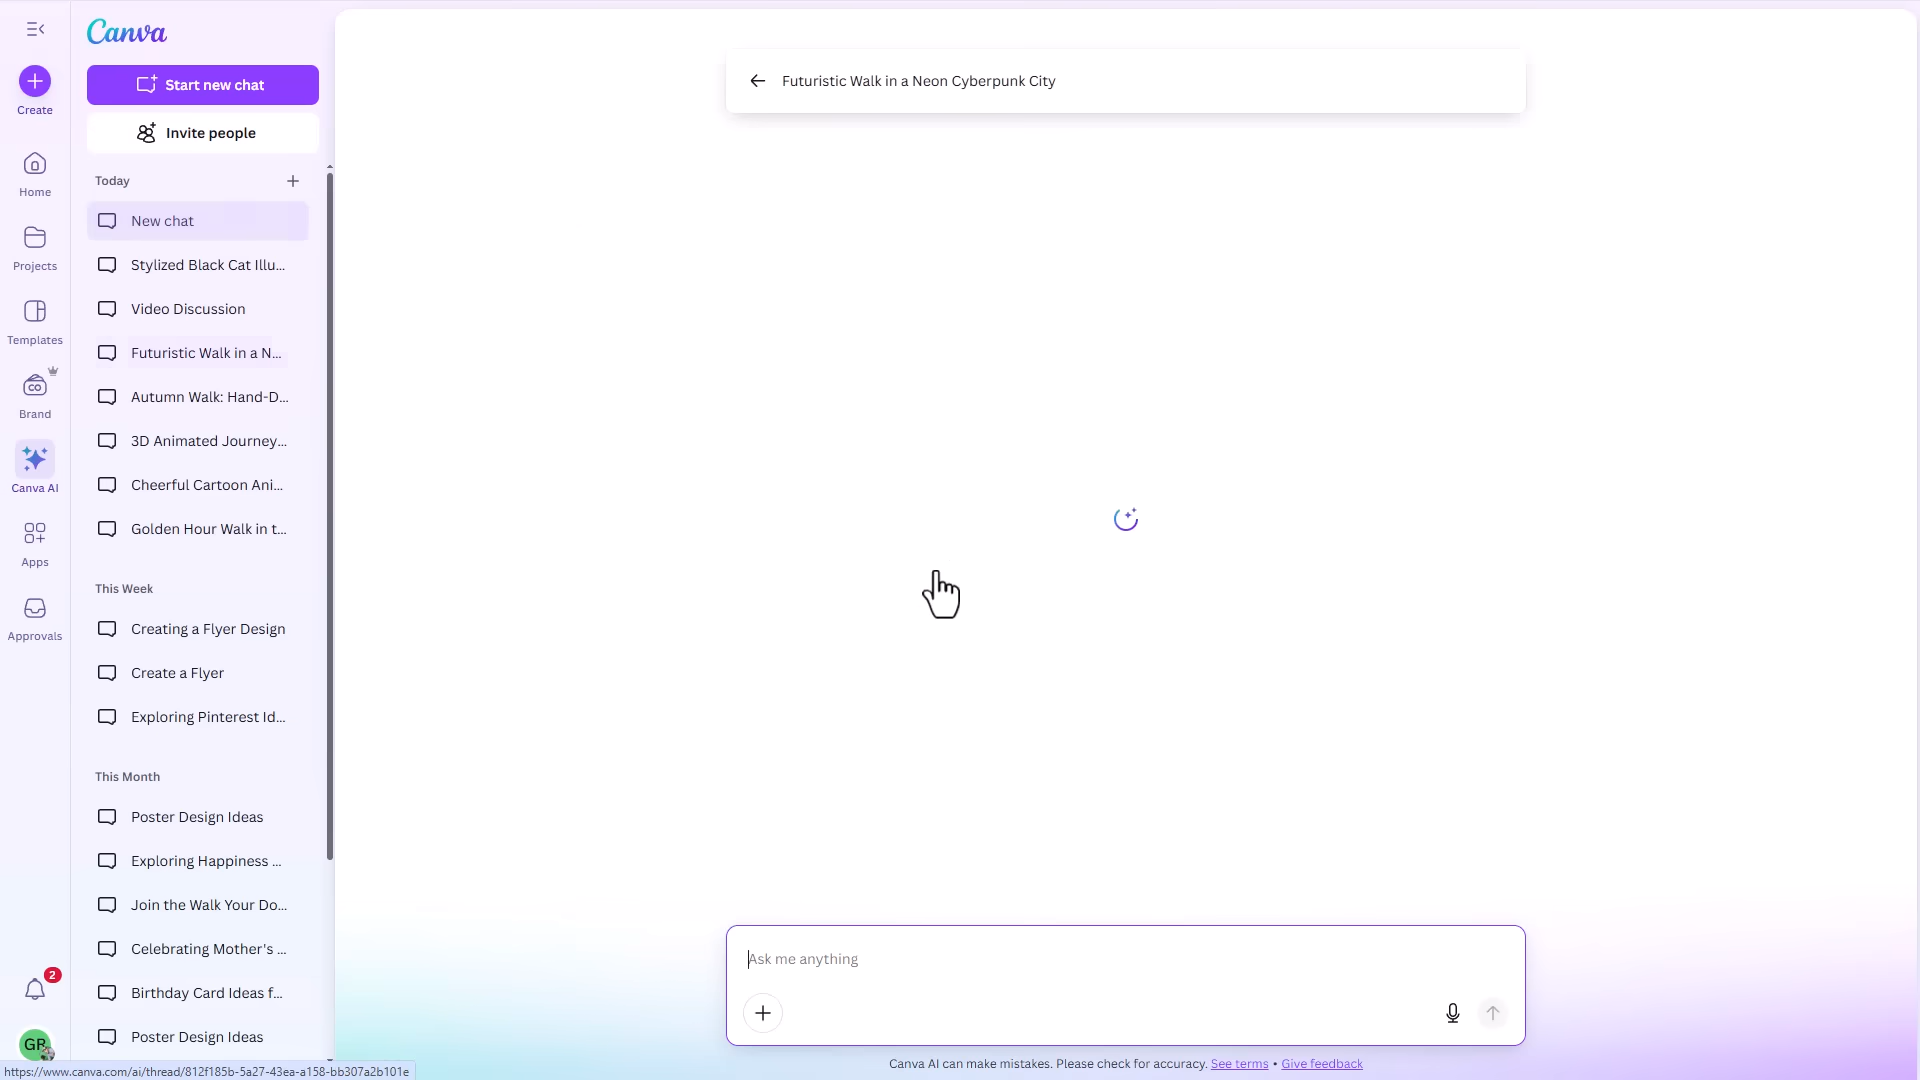 Canva
Start new chat
Create
Invite people
Today
Home
New chat
Stylized Black Cat Illu...
Projects
Video Discussion
Templates
Futuristic Walk in a N...
CO
Autumn Walk: Hand-D...
Brand
3D Animated Journey...
Canva AI
Cheerful Cartoon Ani...
Golden Hour Walk in t...
Apps
This Week
Creating a Flyer Design
Approvals
Create a Flyer
Exploring Pinterest Id...
This Month
Poster Design Ideas
Exploring Happiness ...
Join the Walk Your Do...
Celebrating Mother's ...
2
Birthday Card Ideas f...
Poster Design Ideas
GR
https://www.canva.com/ai/thread/812f185b-5a27-43ea-a158-bb307a2b101e
Futuristic Walk in a Neon Cyberpunk City
Ask me anything
Canva AI can make mistakes. Please check for accuracy. See terms • Give feedback